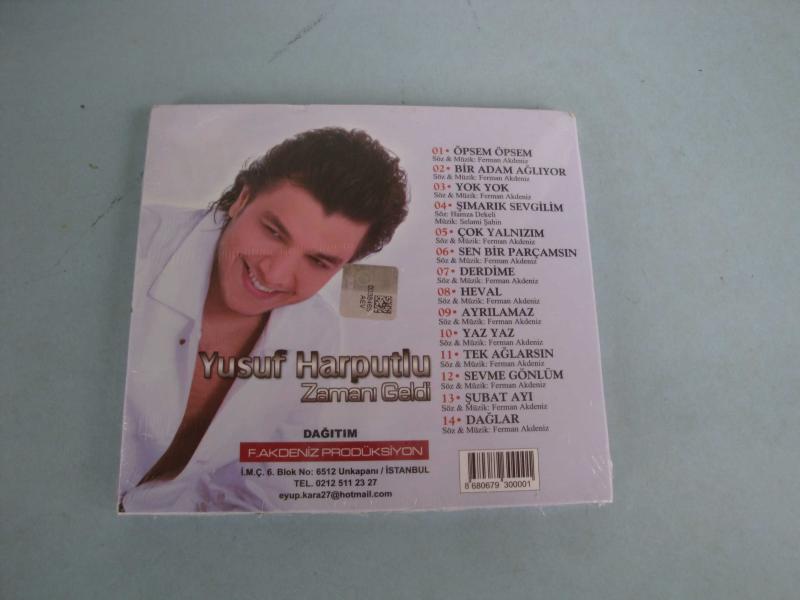 01• ÖPSEM ÖPSEM
Söz & Müzik: Ferman Akdeniz
02• BİR ADAM AĞLIYOR
Söz & Müzik: Ferman Akdeniz
03• YOK YOK
Söz & Müzik: Ferman Akdeniz
04• ŞIMARIK SEVGİLİM
Söz: Hamza Dekeli
Müzik: Selami Şahin
05• ÇOK YALNIZIM
Söz & Müzik: Ferman Akdeniz
06• SEN BİR PARÇAMSIN
Söz & Müzik: Ferman Akdeniz
07• DERDİME
Söz & Müzik: Ferman Akdeniz
08• HEVAL
Söz & Müzik: Ferman Akdeniz
09• AYRILAMAZ
Söz & Müzik: Ferman Akdeniz
10• YAZ YAZ
Söz & Müzik: Ferman Akdeniz
11• TEK AĞLARSIN
Söz & Müzik: Ferman Akdeniz
12• SEVME GÖNLÜM
Söz & Müzik: Ferman Akdeniz
13• ŞUBAT AYI
Söz & Müzik: Ferman Akdeniz
14• DAĞLAR
Söz & Müzik: Ferman Akdeniz
Yusuf Harputlu
Zamanı Geldi
DAĞITIM
F.AKDENİZ PRODÜKSİYON
İ.M.Ç. 6. Blok No: 6512 Unkapanı / İSTANBUL
TEL. 0212 511 23 27
eyup.kara27@hotmail.com
8 680679 300001